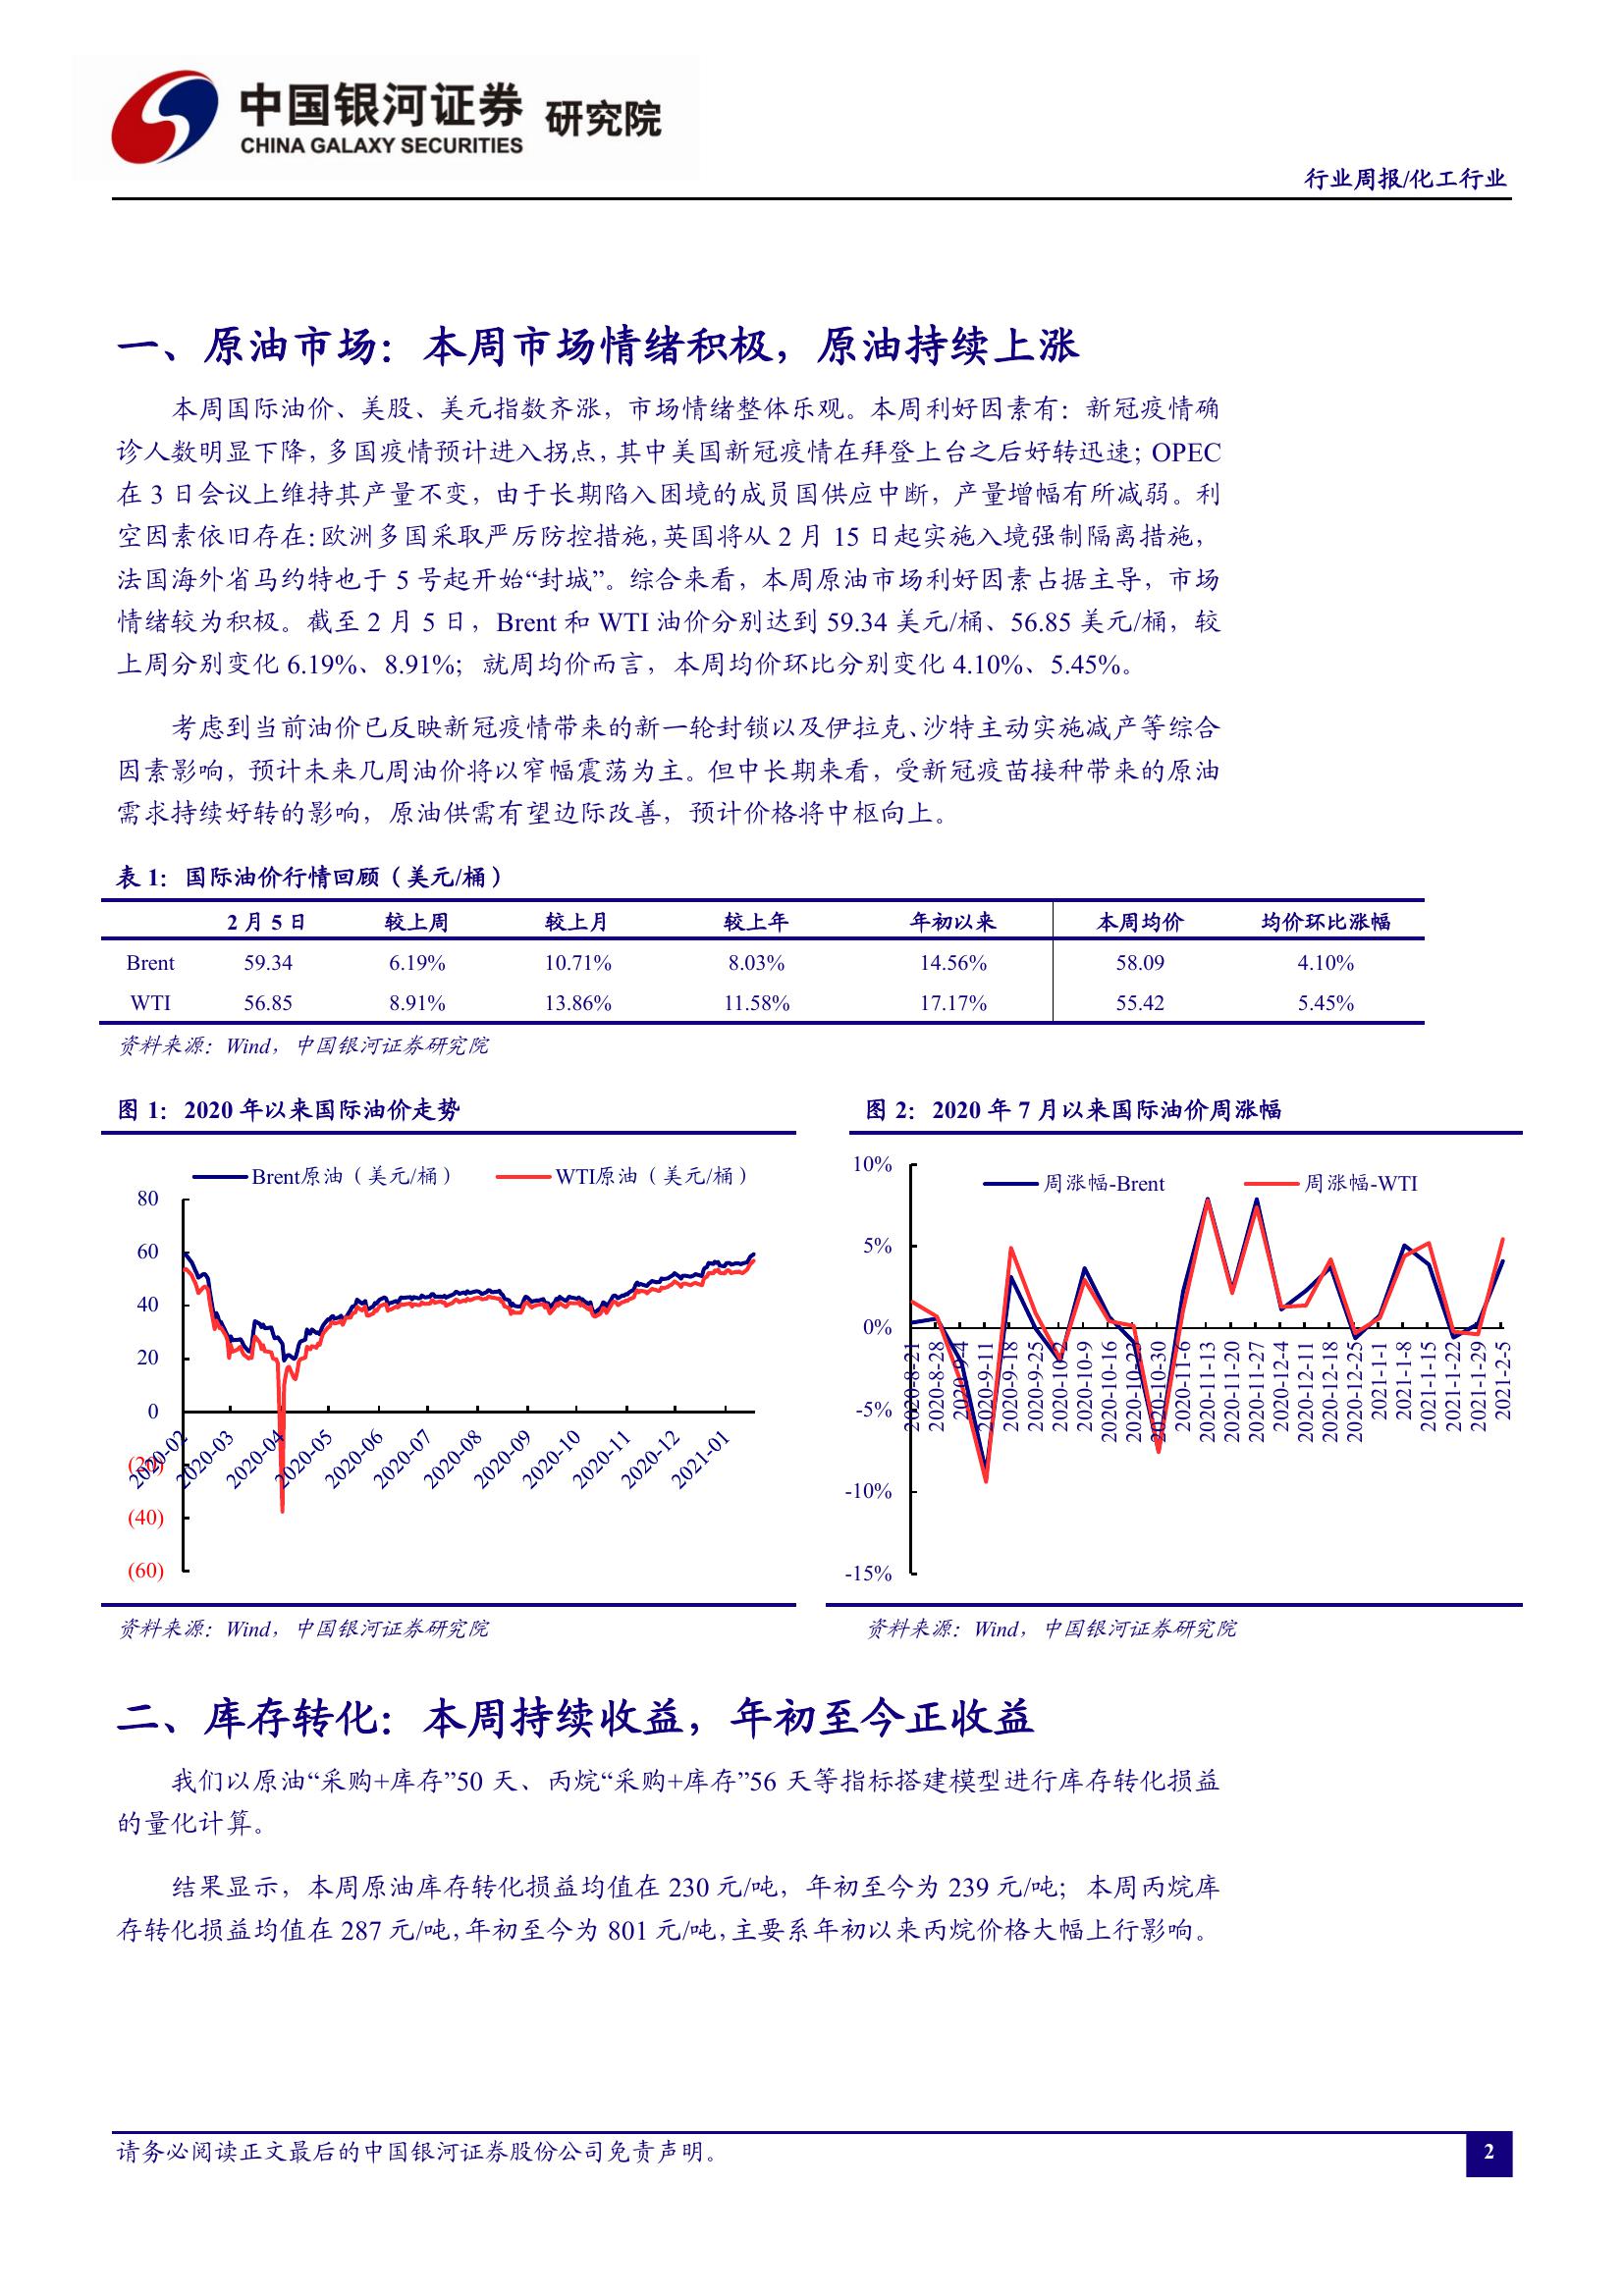 中国银河证券 研究院
CHINA GALAXY SECURITIES
行业周报/化工行业
一、原油市场：本周市场情绪积极，原油持续上涨
本周国际油价、美股、美元指数齐涨，市场情绪整体乐观。本周利好因素有：新冠疫情确
诊人数明显下降，多国疫情预计进入拐点，其中美国新冠疫情在拜登上台之后好转迅速；OPEC
在 3 日会议上维持其产量不变，由于长期陷入困境的成员国供应中断，产量增幅有所减弱。利
空因素依旧存在：欧洲多国采取严厉防控措施，英国将从 2 月 15 日起实施入境强制隔离措施，
法国海外省马约特也于 5 号起开始“封城”。综合来看，本周原油市场利好因素占据主导，市场
情绪较为积极。截至 2 月 5 日，Brent 和 WTI 油价分别达到 59.34 美元/桶、56.85 美元/桶，较
上周分别变化 6.19%、8.91%；就周均价而言，本周均价环比分别变化 4.10%、5.45%。
考虑到当前油价已反映新冠疫情带来的新一轮封锁以及伊拉克、沙特主动实施减产等综合
因素影响，预计未来几周油价将以窄幅震荡为主。但中长期来看，受新冠疫苗接种带来的原油
需求持续好转的影响，原油供需有望边际改善，预计价格将中枢向上。
表 1：国际油价行情回顾（美元/桶）
2 月 5 日 较上周 较上月 较上年 年初以来 本周均价 均价环比涨幅
Brent 59.34 6.19% 10.71% 8.03% 14.56% 58.09 4.10%
WTI 56.85 8.91% 13.86% 11.58% 17.17% 55.42 5.45%
资料来源：Wind，中国银河证券研究院
图 1：2020 年以来国际油价走势
Brent原油（美元/桶） WTI原油（美元/桶）
80
60
40
20
0
(20)
(40)
(60)
2020-02 2020-03 2020-04 2020-05 2020-06 2020-07 2020-08 2020-09 2020-10 2020-11 2020-12 2021-01
资料来源：Wind，中国银河证券研究院
图 2：2020 年 7 月以来国际油价周涨幅
周涨幅-Brent 周涨幅-WTI
10%
5%
0%
-5%
-10%
-15%
2020-8-21 2020-8-28 2020-9-4 2020-9-11 2020-9-18 2020-9-25 2020-10-2 2020-10-9 2020-10-16 2020-10-23 2020-10-30 2020-11-6 2020-11-13 2020-11-20 2020-11-27 2020-12-4 2020-12-11 2020-12-18 2020-12-25 2021-1-1 2021-1-8 2021-1-15 2021-1-22 2021-1-29 2021-2-5
资料来源：Wind，中国银河证券研究院
二、库存转化：本周持续收益，年初至今正收益
我们以原油“采购+库存”50 天、丙烷“采购+库存”56 天等指标搭建模型进行库存转化损益
的量化计算。
结果显示，本周原油库存转化损益均值在 230 元/吨，年初至今为 239 元/吨；本周丙烷库
存转化损益均值在 287 元/吨，年初至今为 801 元/吨，主要系年初以来丙烷价格大幅上行影响。
请务必阅读正文最后的中国银河证券股份公司免责声明。
2